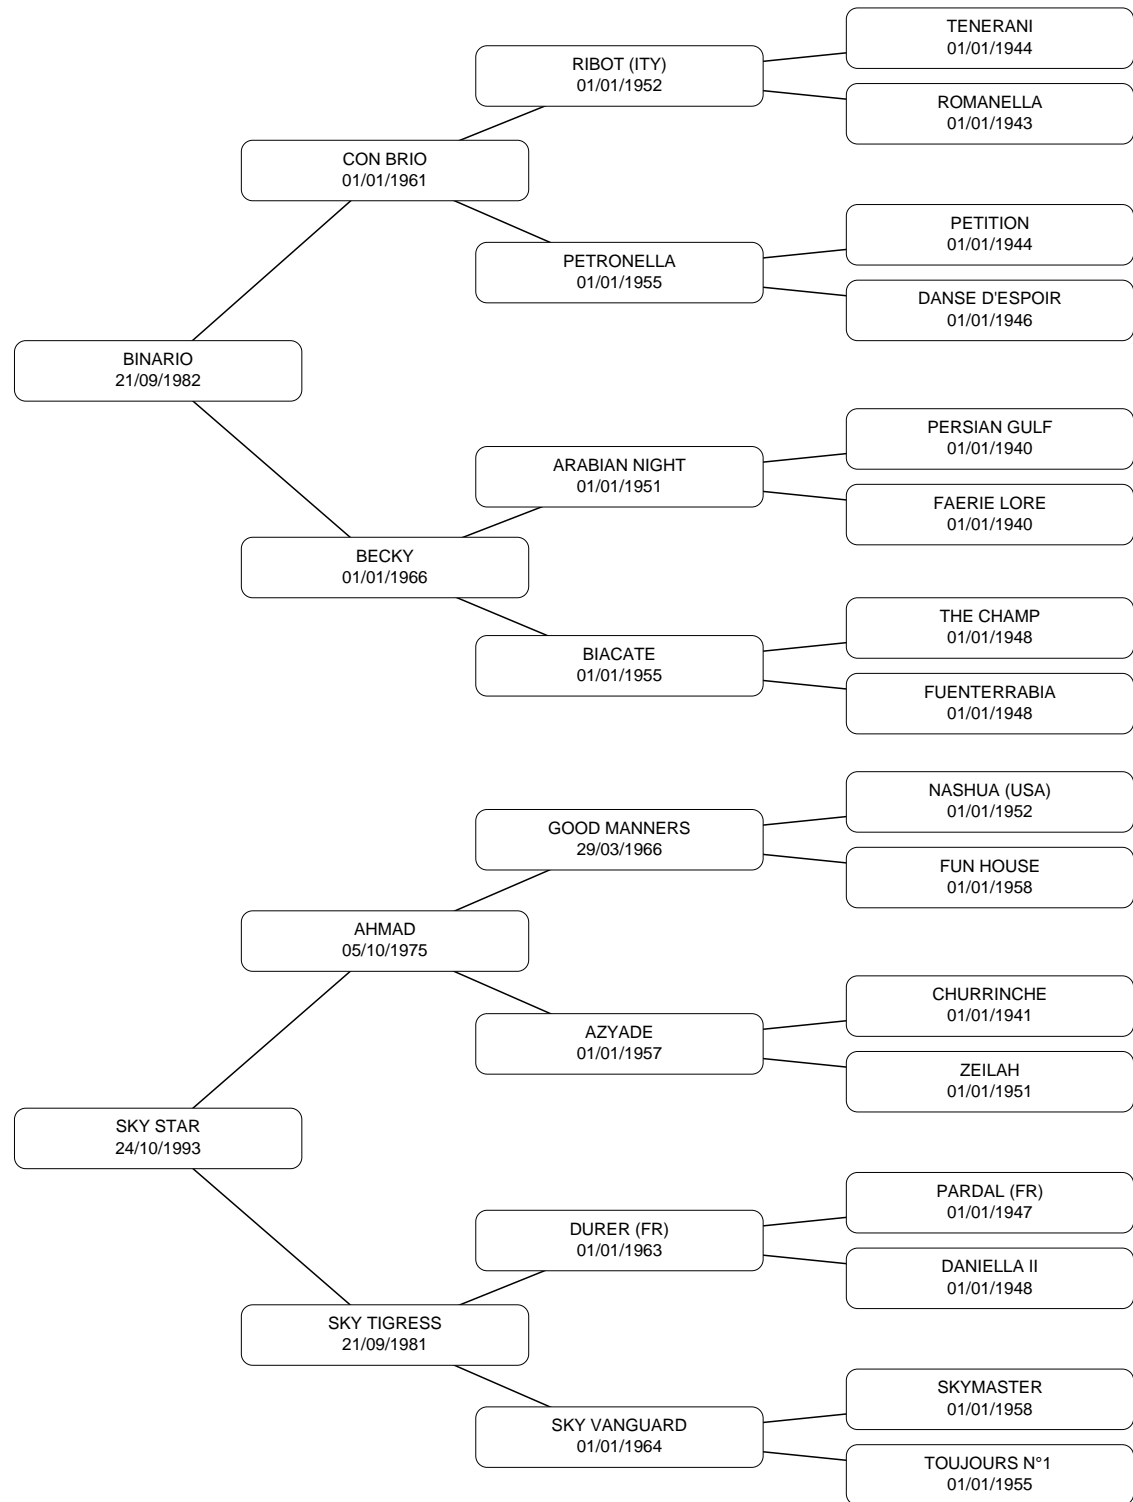 TENERANI
01/01/1944
RIBOT (ITY)
01/01/1952
ROMANELLA
01/01/1943
CON BRIO
01/01/1961
PETITION
01/01/1944
PETRONELLA
01/01/1955
DANSE D'ESPOIR
01/01/1946
BINARIO
21/09/1982
PERSIAN GULF
01/01/1940
ARABIAN NIGHT
01/01/1951
FAERIE LORE
01/01/1940
BECKY
01/01/1966
THE CHAMP
01/01/1948
BIACATE
01/01/1955
FUENTERRABIA
01/01/1948
NASHUA (USA)
01/01/1952
GOOD MANNERS
29/03/1966
FUN HOUSE
01/01/1958
AHMAD
05/10/1975
CHURRINCHE
01/01/1941
AZYADE
01/01/1957
ZEILAH
01/01/1951
SKY STAR
24/10/1993
PARDAL (FR)
01/01/1947
DURER (FR)
01/01/1963
DANIELLA II
01/01/1948
SKY TIGRESS
21/09/1981
SKYMASTER
01/01/1958
SKY VANGUARD
01/01/1964
TOUJOURS N°1
01/01/1955